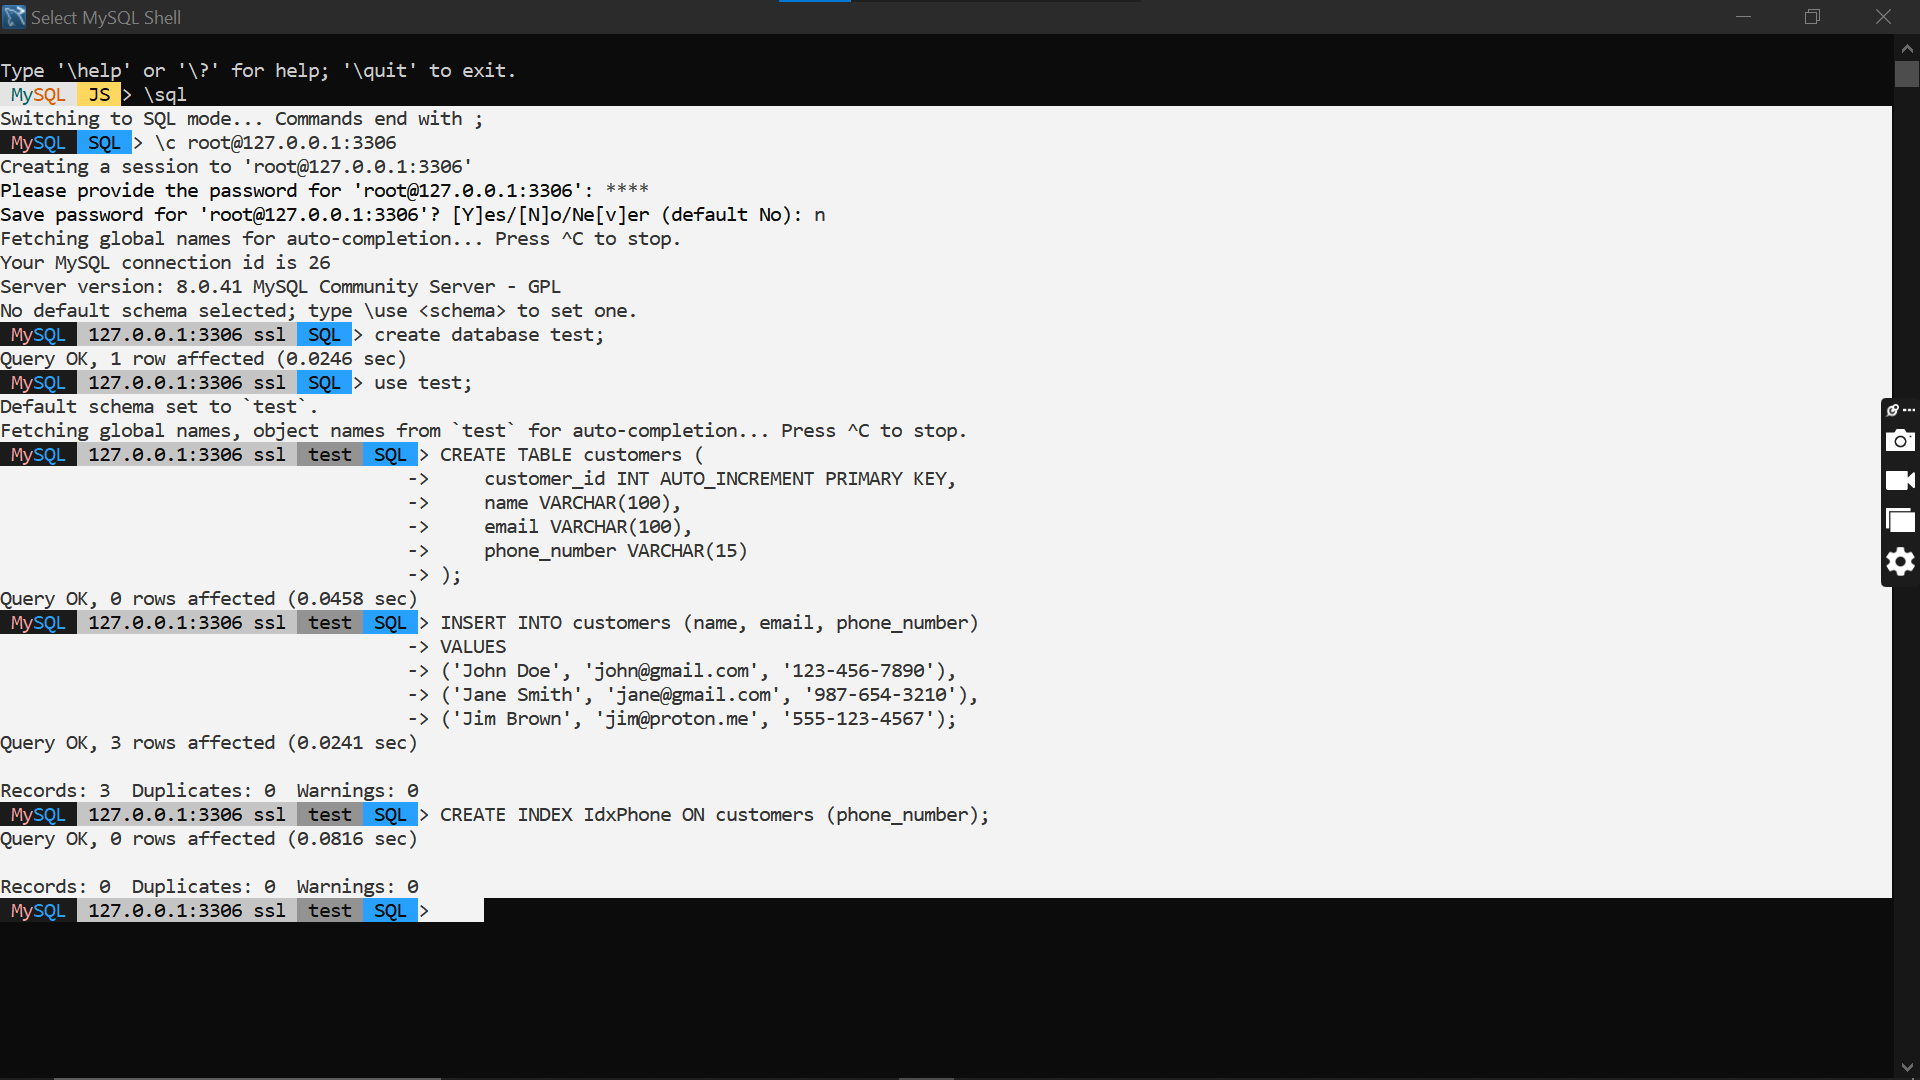 Select MySQL Shell
Type '\help' or '\?' for help; '\quit' to exit.
MySQL JS > \sql
Switching to SQL mode... Commands end with ;
MySQL SQL > \c root@127.0.0.1:3306
Creating a session to 'root@127.0.0.1:3306'
Please provide the password for 'root@127.0.0.1:3306': ****
Save password for 'root@127.0.0.1:3306'? [Y]es/[N]o/Ne[v]er (default No): n
Fetching global names for auto-completion... Press ^C to stop.
Your MySQL connection id is 26
Server version: 8.0.41 MySQL Community Server - GPL
No default schema selected; type \use <schema> to set one.
MySQL 127.0.0.1:3306 ssl SQL > create database test;
Query OK, 1 row affected (0.0246 sec)
MySQL 127.0.0.1:3306 ssl SQL > use test;
Default schema set to `test`.
Fetching global names, object names from `test` for auto-completion... Press ^C to stop.
MySQL 127.0.0.1:3306 ssl test SQL > CREATE TABLE customers (
-> customer_id INT AUTO_INCREMENT PRIMARY KEY,
-> name VARCHAR(100),
-> email VARCHAR(100),
-> phone_number VARCHAR(15)
-> );
Query OK, 0 rows affected (0.0458 sec)
MySQL 127.0.0.1:3306 ssl test SQL > INSERT INTO customers (name, email, phone_number)
-> VALUES
-> ('John Doe', 'john@gmail.com', '123-456-7890'),
-> ('Jane Smith', 'jane@gmail.com', '987-654-3210'),
-> ('Jim Brown', 'jim@proton.me', '555-123-4567');
Query OK, 3 rows affected (0.0241 sec)
Records: 3 Duplicates: 0 Warnings: 0
MySQL 127.0.0.1:3306 ssl test SQL > CREATE INDEX IdxPhone ON customers (phone_number);
Query OK, 0 rows affected (0.0816 sec)
Records: 0 Duplicates: 0 Warnings: 0
MySQL 127.0.0.1:3306 ssl test SQL >